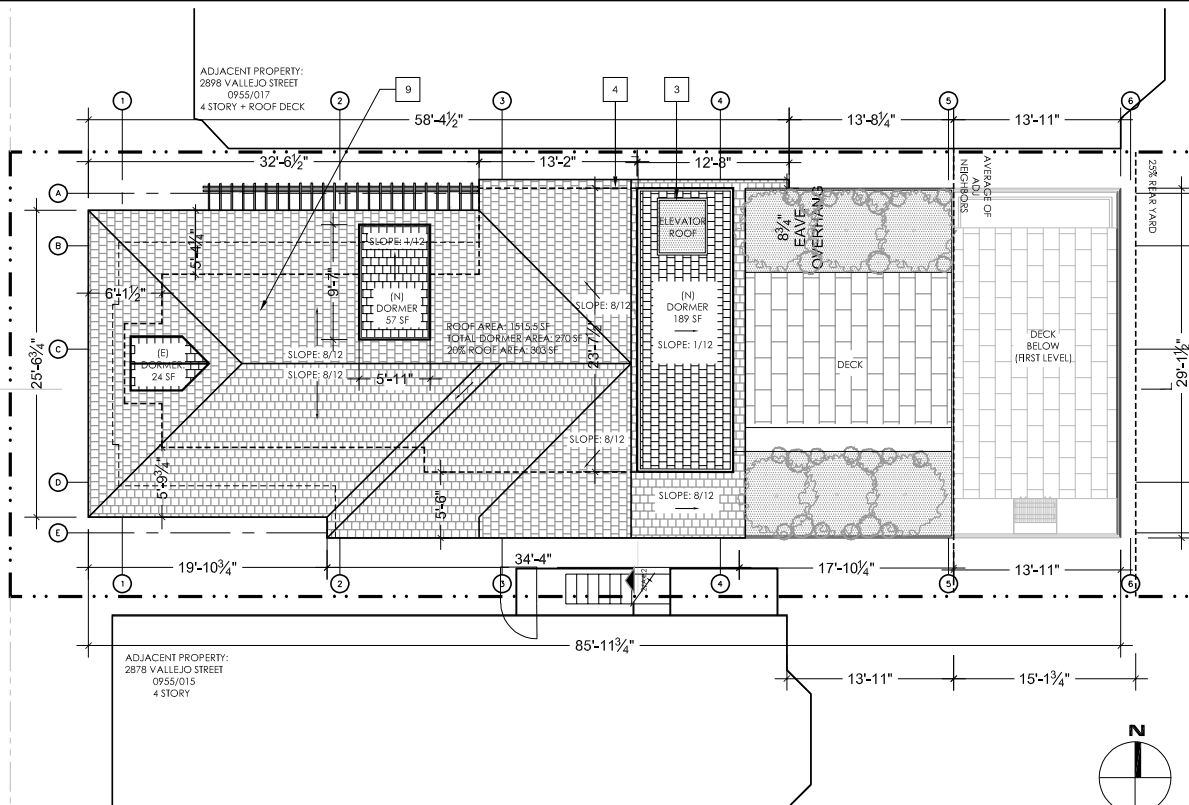 ADJACENT PROPERTY:
2898 VALLEJO STREET
0955/017
4 STORY + ROOF DECK
9
4
3
1
2
3
4
5
6
58'-4½"
13'-8¼"
13'-11"
32'-6½"
13'-2"
12'-8"
A
B
C
D
E
AVERAGE OF
ADJ
NEIGHBORS
25% REAR YARD
8¾"
EAVE
OVERHANG
ELEVATOR
ROOF
SLOPE: 1/12
5'-4¼"
9'-7"
6'-1½"
(N)
DORMER
57 SF
(N)
DORMER
189 SF
SLOPE: 1/12
SLOPE: 8/12
ROOF AREA: 1515.5 SF
TOTAL DORMER AREA: 270 SF
20% ROOF AREA: 303 SF
23'-7½"
(E)
DORMER
24 SF
SLOPE: 8/12
SLOPE: 8/12
5'-11"
DECK
DECK
BELOW
(FIRST LEVEL)
25'-6¾"
29'-1½"
SLOPE: 8/12
5'-9¾"
5'-6"
SLOPE: 8/12
19'-10¾"
34'-4"
17'-10¼"
13'-11"
1
2
3
4
5
6
85'-11¾"
ADJACENT PROPERTY:
2878 VALLEJO STREET
0955/015
4 STORY
13'-11"
15'-1¾"
N